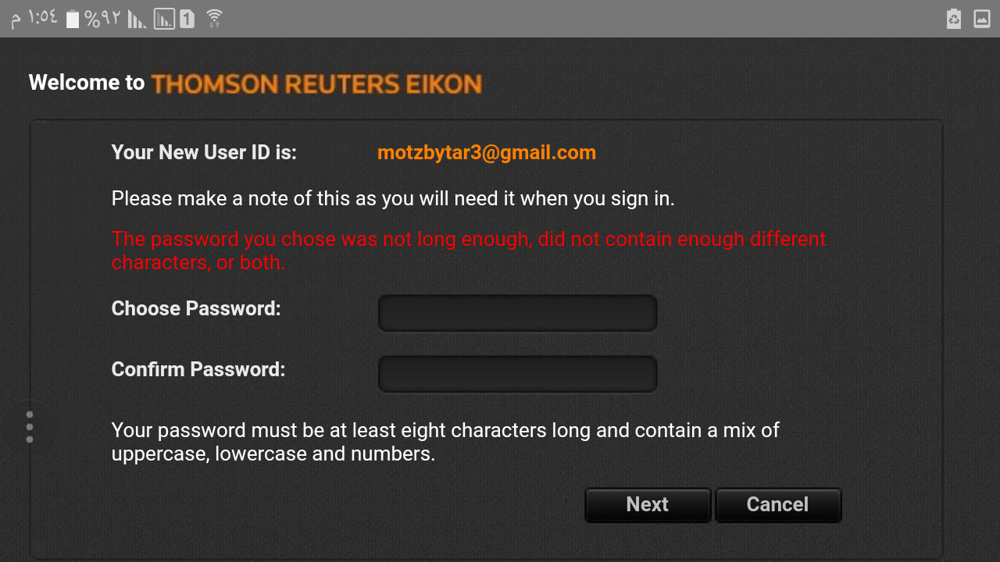 م ١:٥٤ %٩٢ 1
Welcome to THOMSON REUTERS EIKON
Your New User ID is: motzbytar3@gmail.com
Please make a note of this as you will need it when you sign in.
The password you chose was not long enough, did not contain enough different
characters, or both.
Choose Password:
Confirm Password:
Your password must be at least eight characters long and contain a mix of
uppercase, lowercase and numbers.
Next Cancel